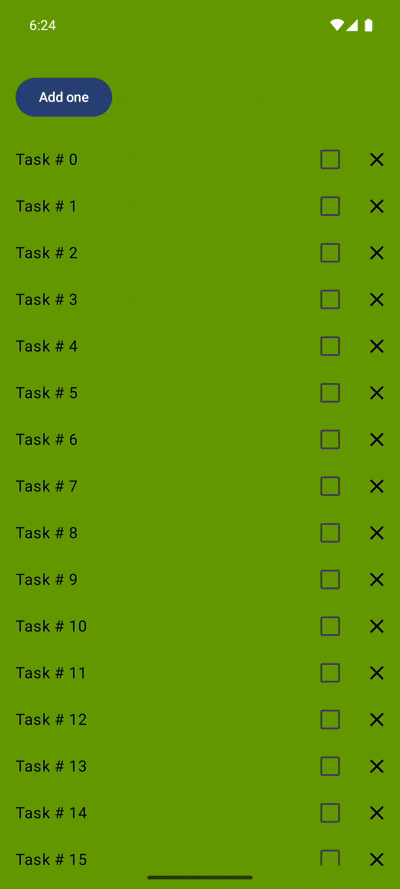 6:24
Add one
Task # 0
Task # 1
Task # 2
Task # 3
Task # 4
Task # 5
Task # 6
Task # 7
Task # 8
Task # 9
Task # 10
Task # 11
Task # 12
Task # 13
Task # 14
Task # 15